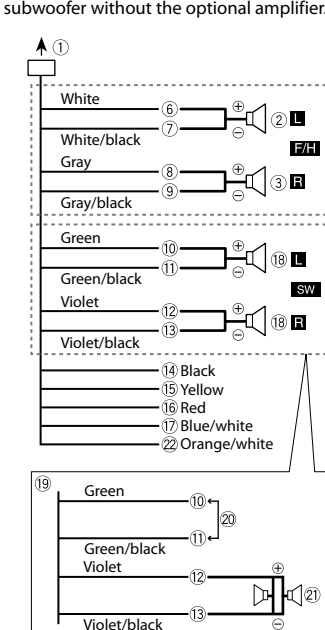 subwoofer without the optional amplifier.
①
White
⑥
⊕
② L
⑦
⊖
White/black
F/H
Gray
⑧
⊕
③ R
⑨
⊖
Gray/black
Green
⑩
⊕
⑱ L
⑪
⊖
Green/black
SW
Violet
⑫
⊕
⑱ R
⑬
⊖
Violet/black
⑭ Black
⑮ Yellow
⑯ Red
⑰ Blue/white
㉒ Orange/white
⑲
Green
⑩
⑳
⑪
Green/black
Violet
⊕
⑫
㉑
⑬
Violet/black
⊖